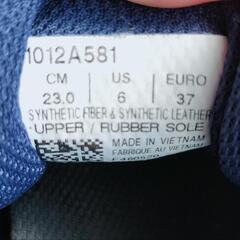 1012A581
CM US EURO
23.0 6 37
SYNTHETIC FIBER & SYNTHETIC LEATHER
UPPER / RUBBER SOLE
MADE IN VIETNAM
FABRIQUE AU VIETNAM